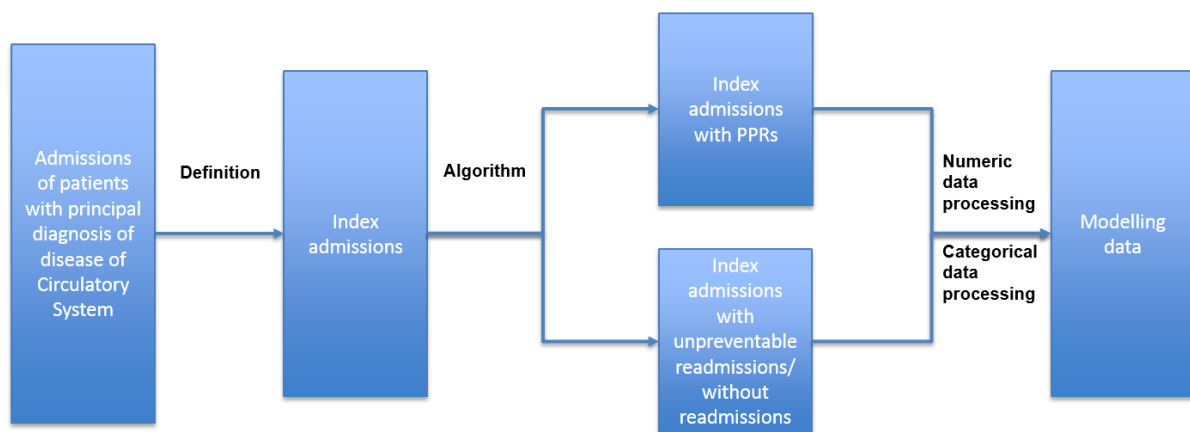 Admissions
of patients
with principal
diagnosis of
disease of
Circulatory
System
Definition
Index
admissions
Algorithm
Index
admissions
with PPRs
Index
admissions
with
unpreventable
readmissions/
without
readmissions
Numeric
data
processing
Categorical
data
processing
Modelling
data